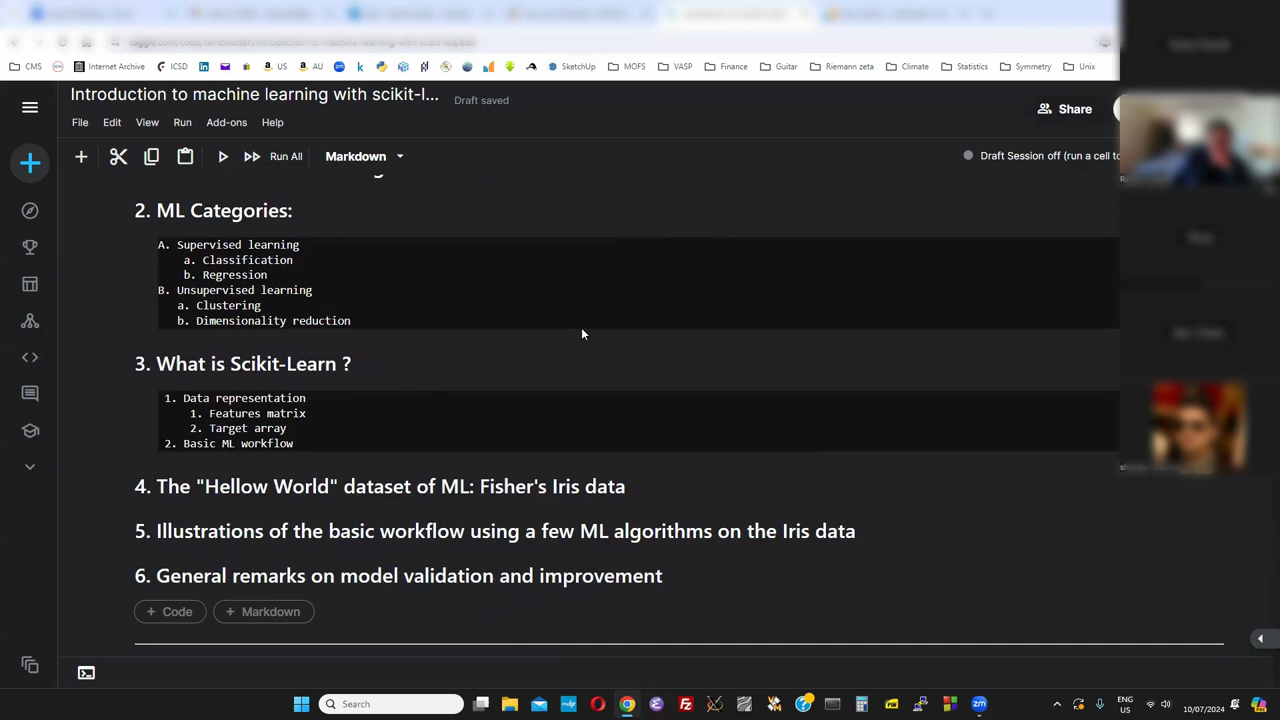 CMS
Internet Archive
ICSD
US
AU
SketchUp
MOFS
VASP
Finance
Guitar
Riemann zeta
Climate
Statistics
Symmetry
Unix
Introduction to machine learning with scikit-l...
Draft saved
File Edit View Run Add-ons Help
Share
Run All
Markdown
Draft Session off (run a cell to
2. ML Categories:
A. Supervised learning
a. Classification
b. Regression
B. Unsupervised learning
a. Clustering
b. Dimensionality reduction
3. What is Scikit-Learn ?
1. Data representation
1. Features matrix
2. Target array
2. Basic ML workflow
4. The "Hellow World" dataset of ML: Fisher's Iris data
5. Illustrations of the basic workflow using a few ML algorithms on the Iris data
6. General remarks on model validation and improvement
+ Code
+ Markdown
Search
ENG
US
10/07/2024